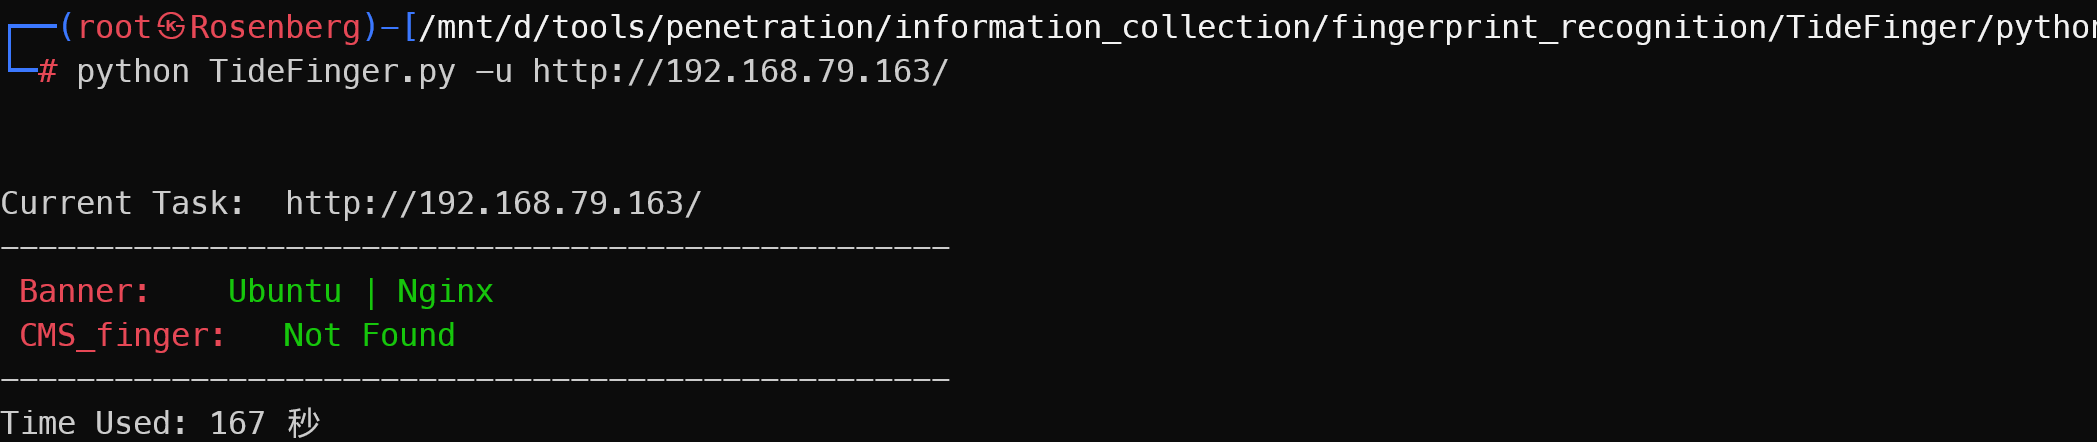 ┌──(root㉿Rosenberg)-[/mnt/d/tools/penetration/information_collection/fingerprint_recognition/TideFinger/python
└─# python TideFinger.py -u http://192.168.79.163/
Current Task:  http://192.168.79.163/
--------------------------------------------------
Banner:    Ubuntu | Nginx
CMS_finger:   Not Found
--------------------------------------------------
Time Used: 167 秒